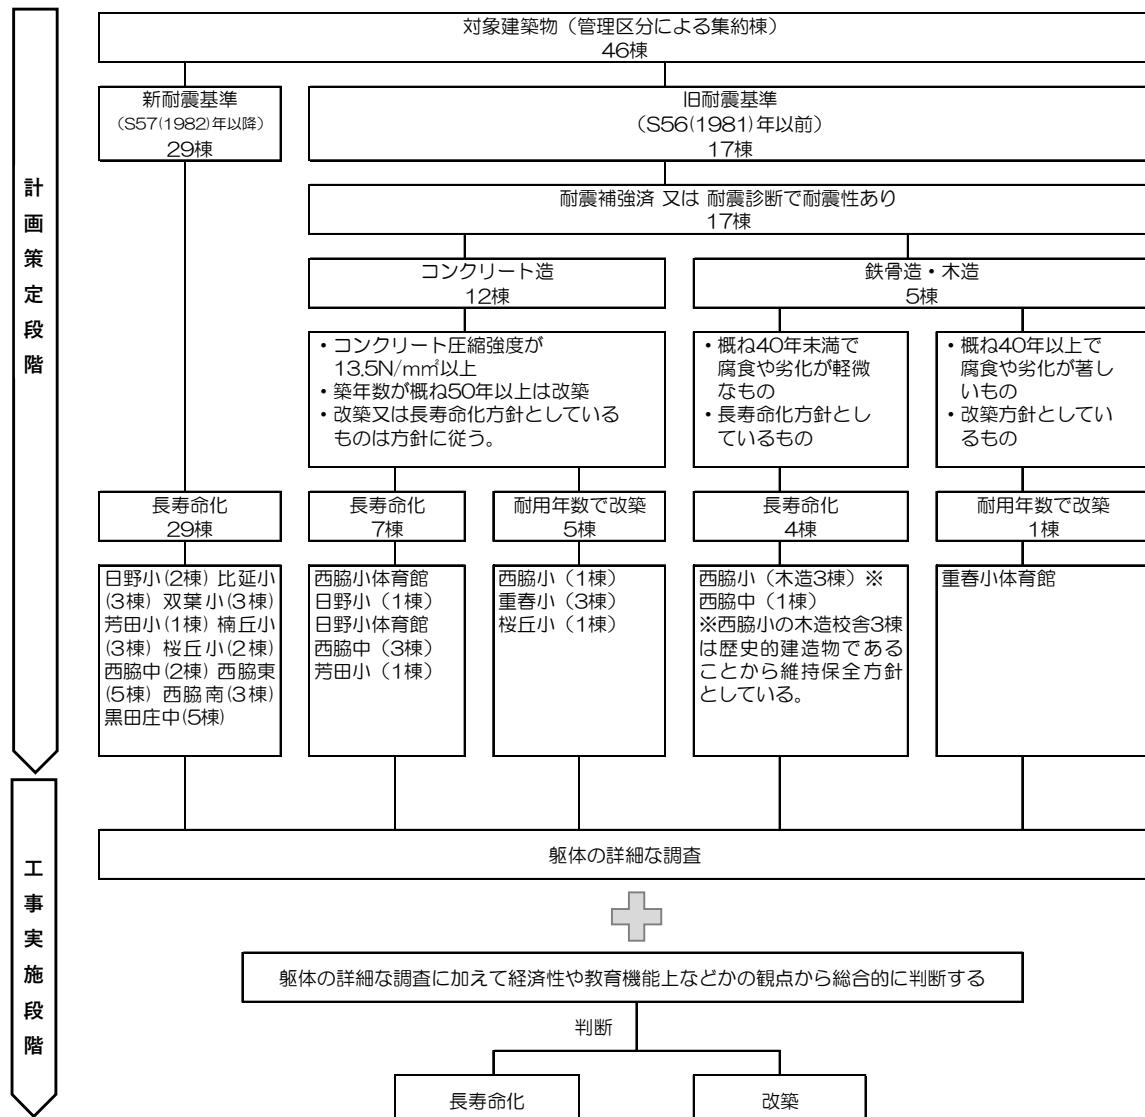 対象建築物（管理区分による集約棟）
46棟
新耐震基準
（S57(1982)年以降）
29棟
旧耐震基準
（S56(1981)年以前）
17棟
耐震補強済 又は 耐震診断で耐震性あり
17棟
コンクリート造
12棟
鉄骨造・木造
5棟
・コンクリート圧縮強度が
13.5N/m㎡以上
・築年数が概ね50年以上は改築
・改築又は長寿命化方針としている
ものは方針に従う。
・概ね40年未満で
腐食や劣化が軽微
なもの
・長寿命化方針とし
ているもの
・概ね40年以上で
腐食や劣化が著し
いもの
・改築方針としてい
るもの
長寿命化
29棟
長寿命化
7棟
耐用年数で改築
5棟
長寿命化
4棟
耐用年数で改築
1棟
日野小(2棟) 比延小
(3棟) 双葉小(3棟)
芳田小(1棟) 楠丘小
(3棟) 桜丘小(2棟)
西脇中(2棟) 西脇東
(5棟) 西脇南(3棟)
黒田庄中(5棟)
西脇小体育館
日野小（1棟）
日野小体育館
西脇中（3棟）
芳田小（1棟）
西脇小（1棟）
重春小（3棟）
桜丘小（1棟）
西脇小（木造3棟）※
西脇中（1棟）
※西脇小の木造校舎3棟
は歴史的建造物である
ことから維持保全方針
としている。
重春小体育館
計画策定段階
躯体の詳細な調査
躯体の詳細な調査に加えて経済性や教育機能上などかの観点から総合的に判断する
判断
長寿命化
改築
工事実施段階